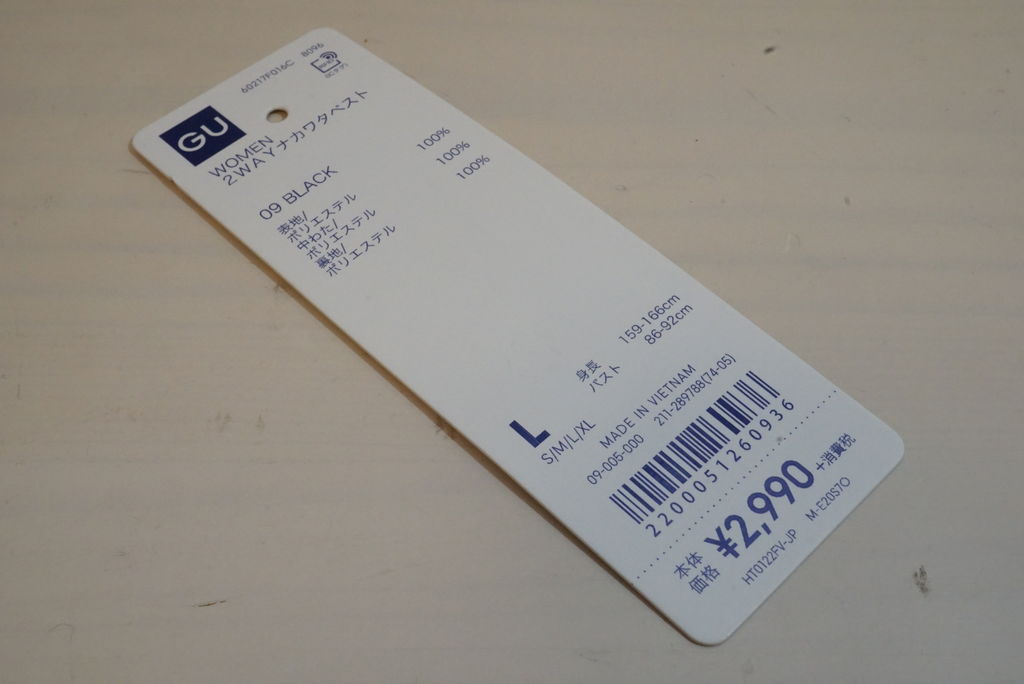 60217F016C 8096
GU
WOMEN
2WAYナカワタベスト
09 BLACK
表地/
ポリエステル 100%
中わた/
ポリエステル 100%
裏地/
ポリエステル 100%
身長 159-166cm
バスト 86-92cm
L
S/M/L/XL
MADE IN VIETNAM
09-005-000 211-289788(74-05)
2200051260936
本体価格 ¥2,990 +消費税
HT0122FV-JP M-E20S7O